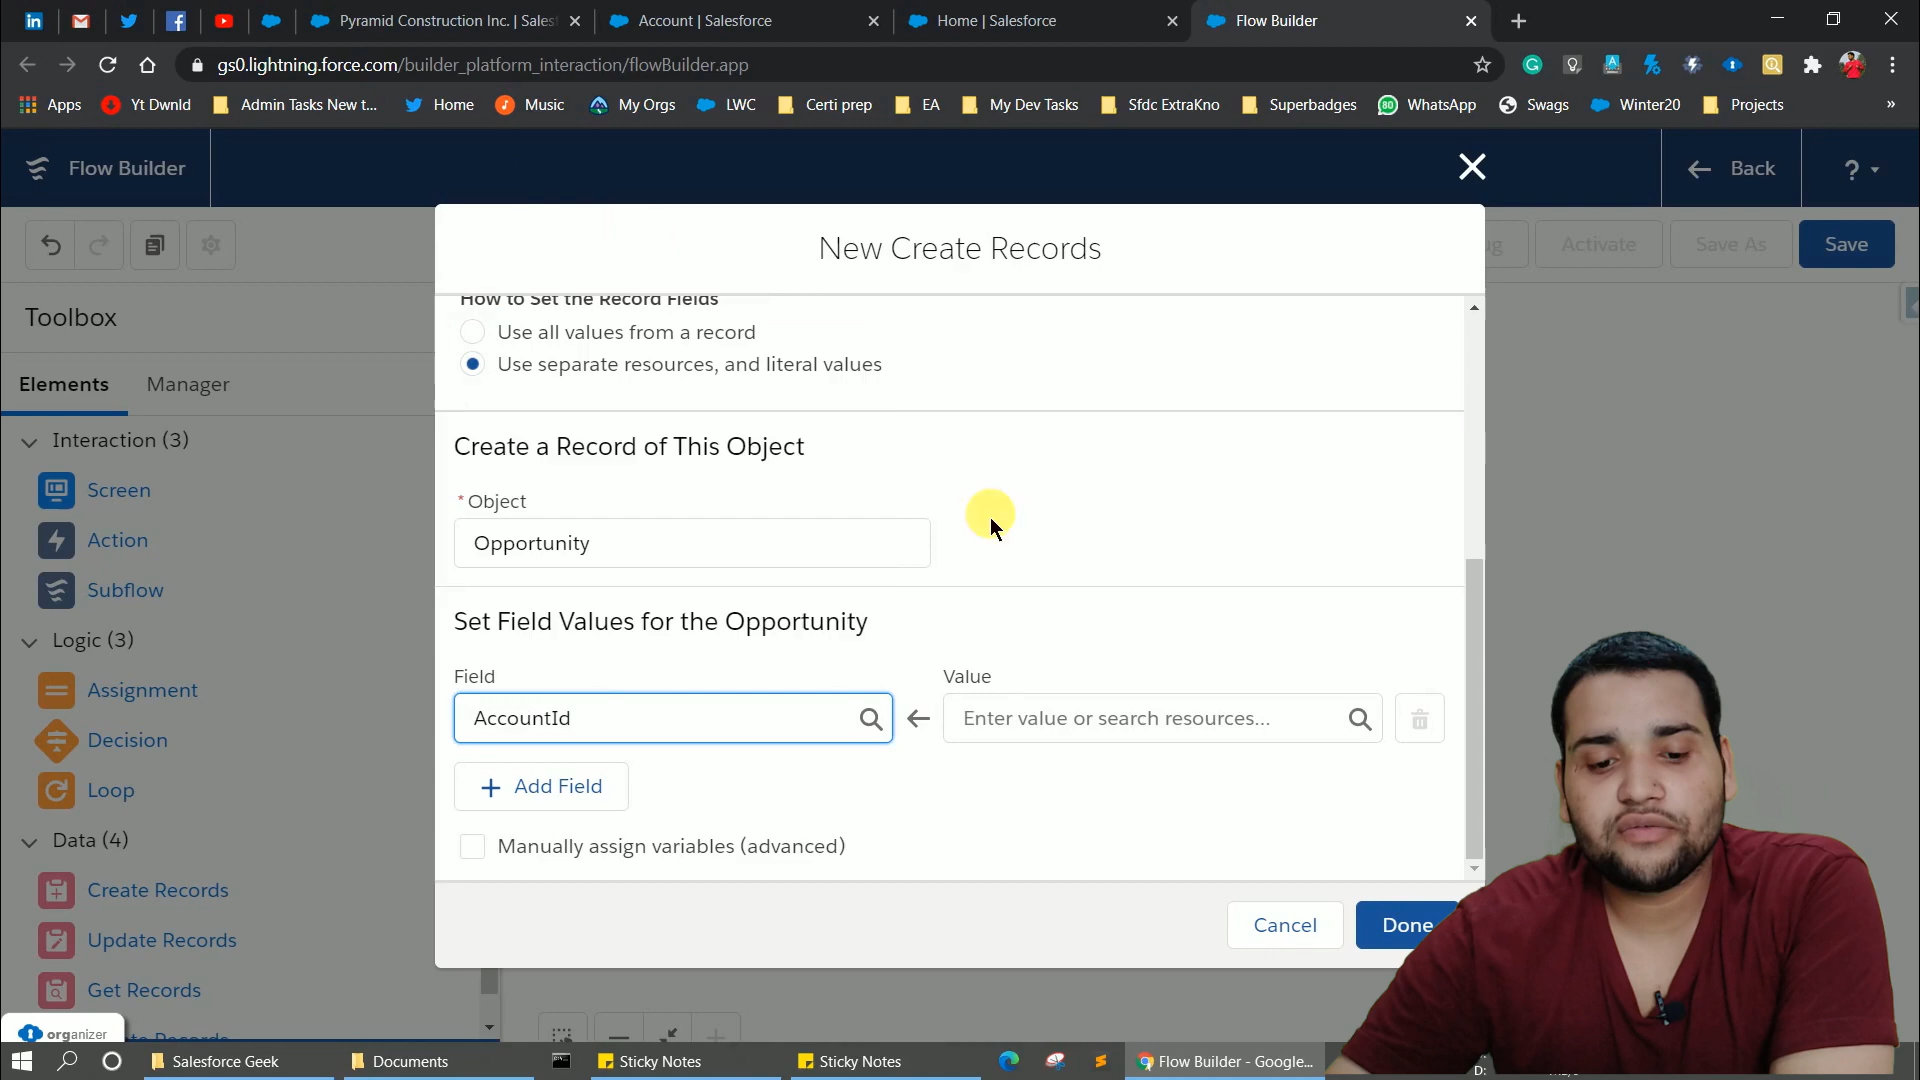 Pyramid Construction Inc. | Sales
Account | Salesforce
Home | Salesforce
Flow Builder
gs0.lightning.force.com/builder_platform_interaction/flowBuilder.app
Apps
Yt Dwnld
Admin Tasks New t...
Home
Music
My Orgs
LWC
Certi prep
EA
My Dev Tasks
Sfdc ExtraKno
Superbadges
80
WhatsApp
Swags
Winter20
Projects
»
Flow Builder
Back
?
New Create Records
Activate
Save As
Save
Toolbox
How to Set the Record Fields
Use all values from a record
Use separate resources, and literal values
Elements
Manager
Interaction (3)
Create a Record of This Object
Screen
* Object
Action
Opportunity
Subflow
Set Field Values for the Opportunity
Logic (3)
Field
Value
Assignment
AccountId
Enter value or search resources...
Decision
Loop
+ Add Field
Data (4)
Manually assign variables (advanced)
Create Records
Update Records
Cancel
Done
Get Records
organizer
Salesforce Geek
Documents
Sticky Notes
Sticky Notes
Flow Builder - Google...
D: